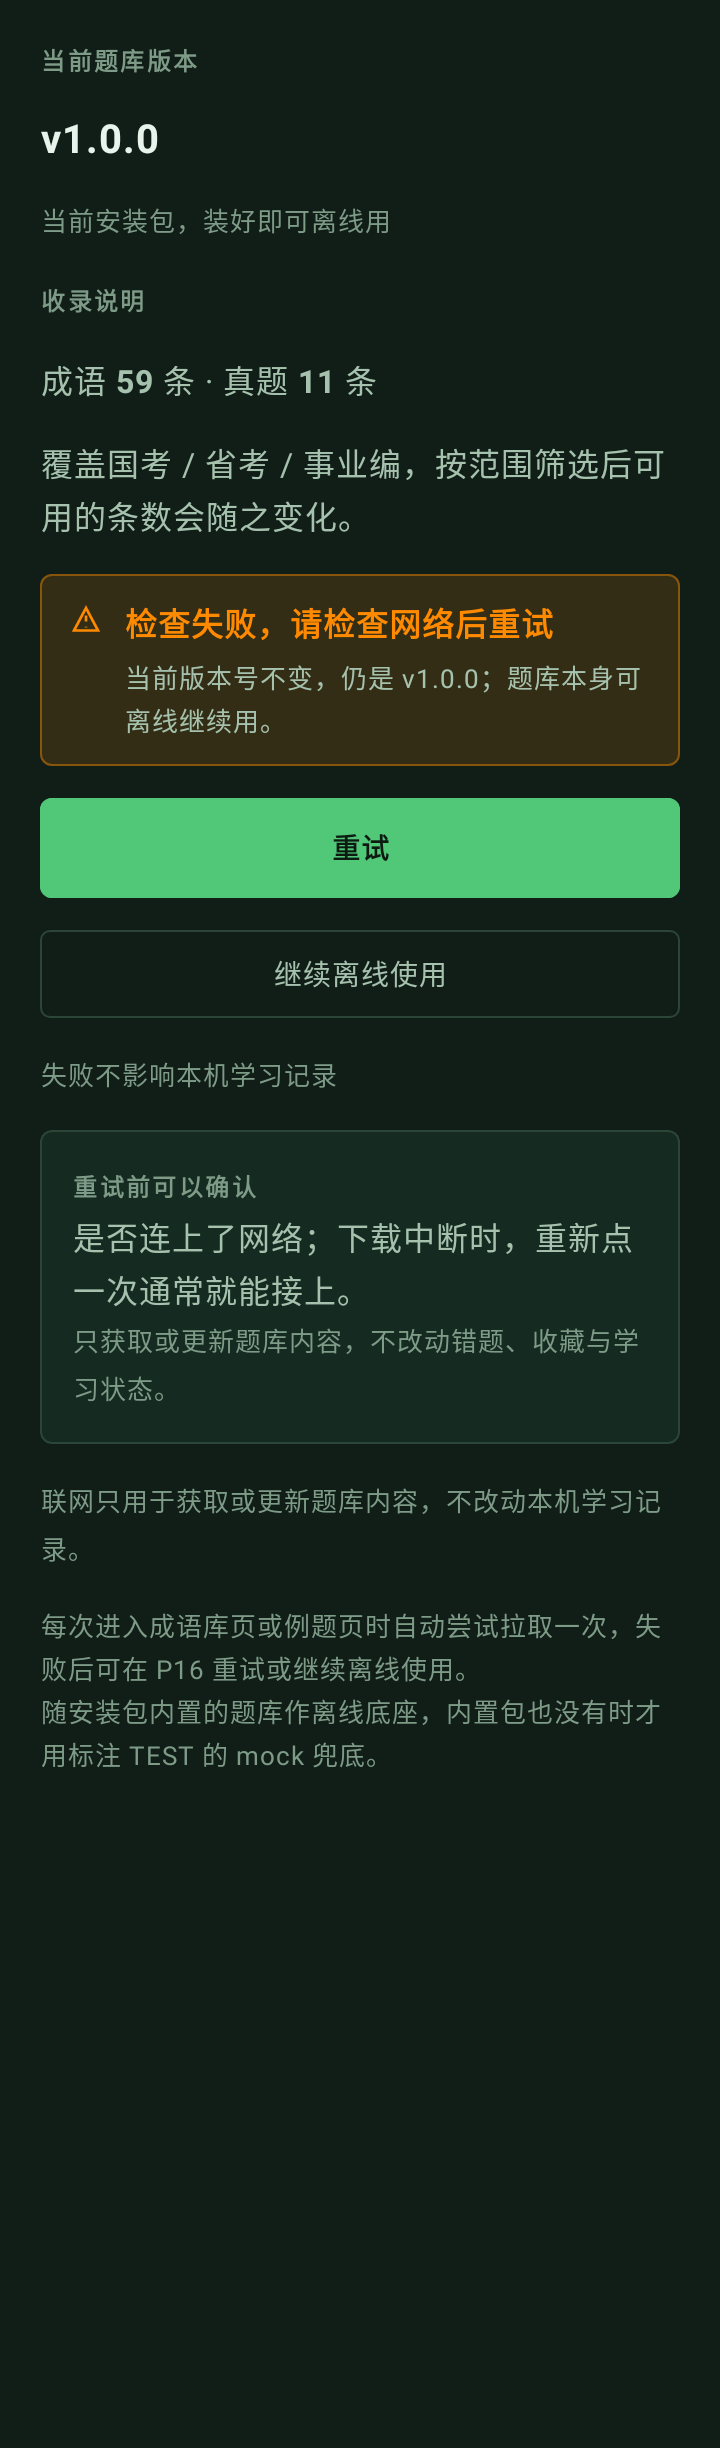 当前题库版本
v1.0.0
当前安装包，装好即可离线用
收录说明
成语 59 条 · 真题 11 条
覆盖国考 / 省考 / 事业编，按范围筛选后可
用的条数会随之变化。
检查失败，请检查网络后重试
当前版本号不变，仍是 v1.0.0；题库本身可
离线继续用。
重试
继续离线使用
失败不影响本机学习记录
重试前可以确认
是否连上了网络；下载中断时，重新点
一次通常就能接上。
只获取或更新题库内容，不改动错题、收藏与学
习状态。
联网只用于获取或更新题库内容，不改动本机学习记
录。
每次进入成语库页或例题页时自动尝试拉取一次，失
败后可在 P16 重试或继续离线使用。
随安装包内置的题库作离线底座，内置包也没有时才
用标注 TEST 的 mock 兜底。